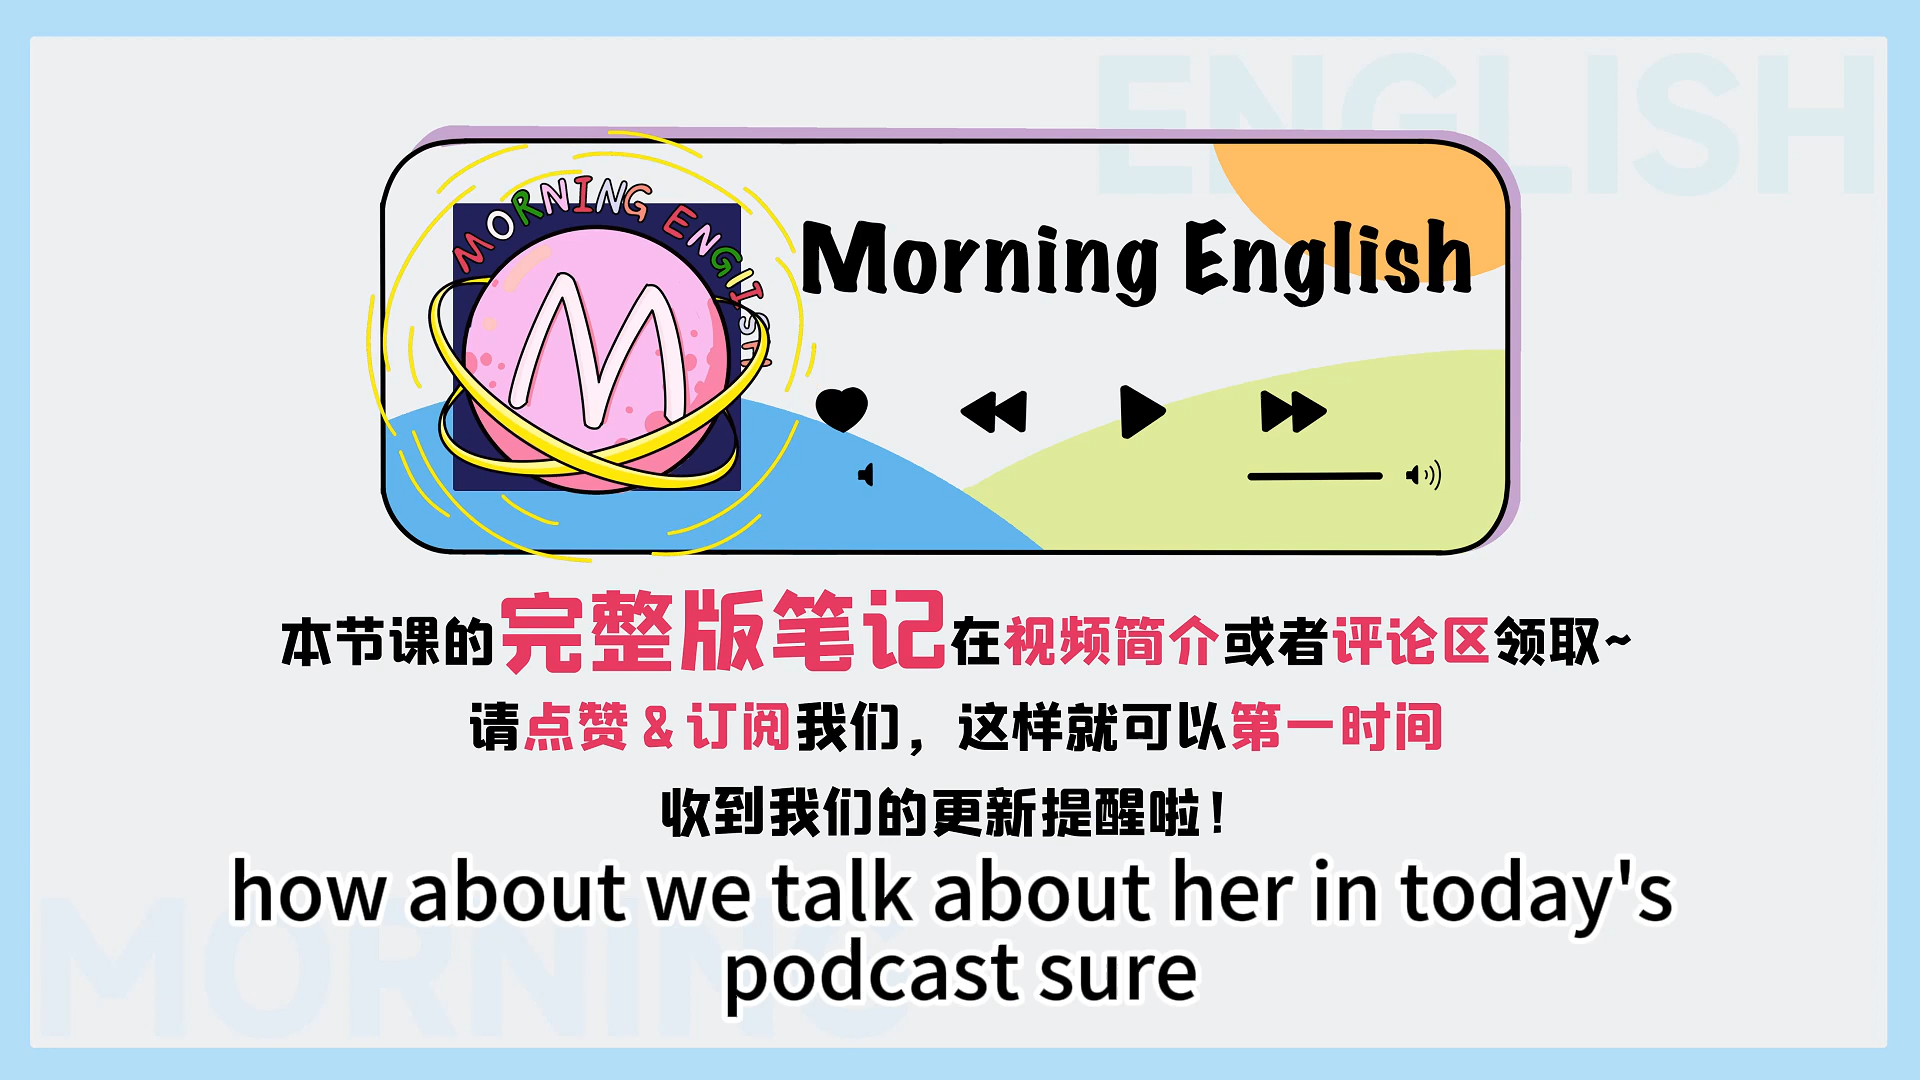 ENGLISH
MORNING ENGLISH
M
Morning English
本节课的完整版笔记在视频简介或者评论区领取~
请点赞&订阅我们，这样就可以第一时间
收到我们的更新提醒啦！
MORNING
how about we talk about her in today's
podcast sure